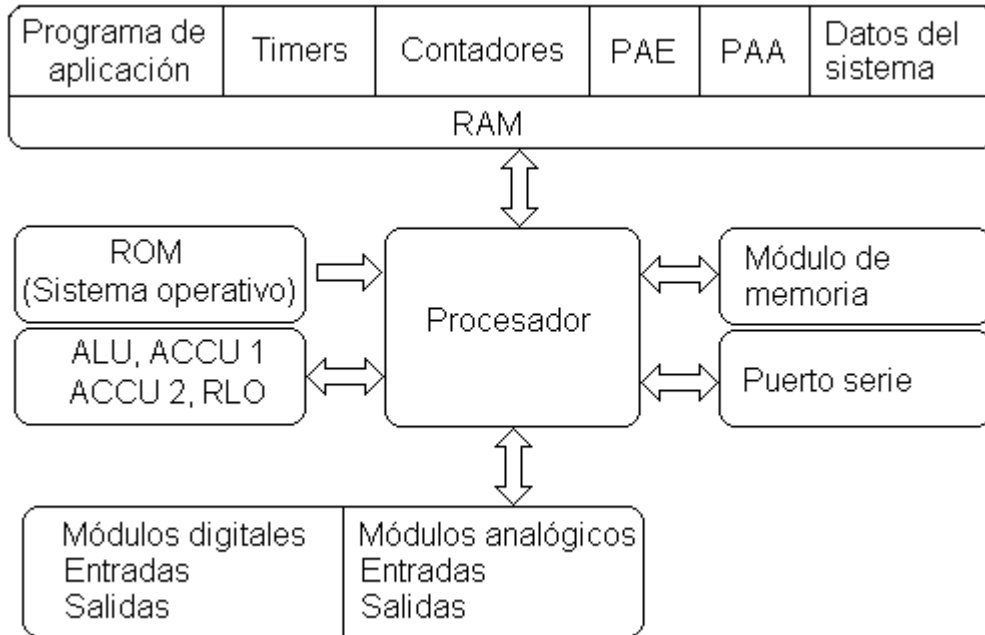 Programa de
aplicación
Timers
Contadores
PAE
PAA
Datos del
sistema
RAM
ROM
(Sistema operativo)
Procesador
Módulo de
memoria
ALU, ACCU 1
ACCU 2, RLO
Puerto serie
Módulos digitales
Entradas
Salidas
Módulos analógicos
Entradas
Salidas